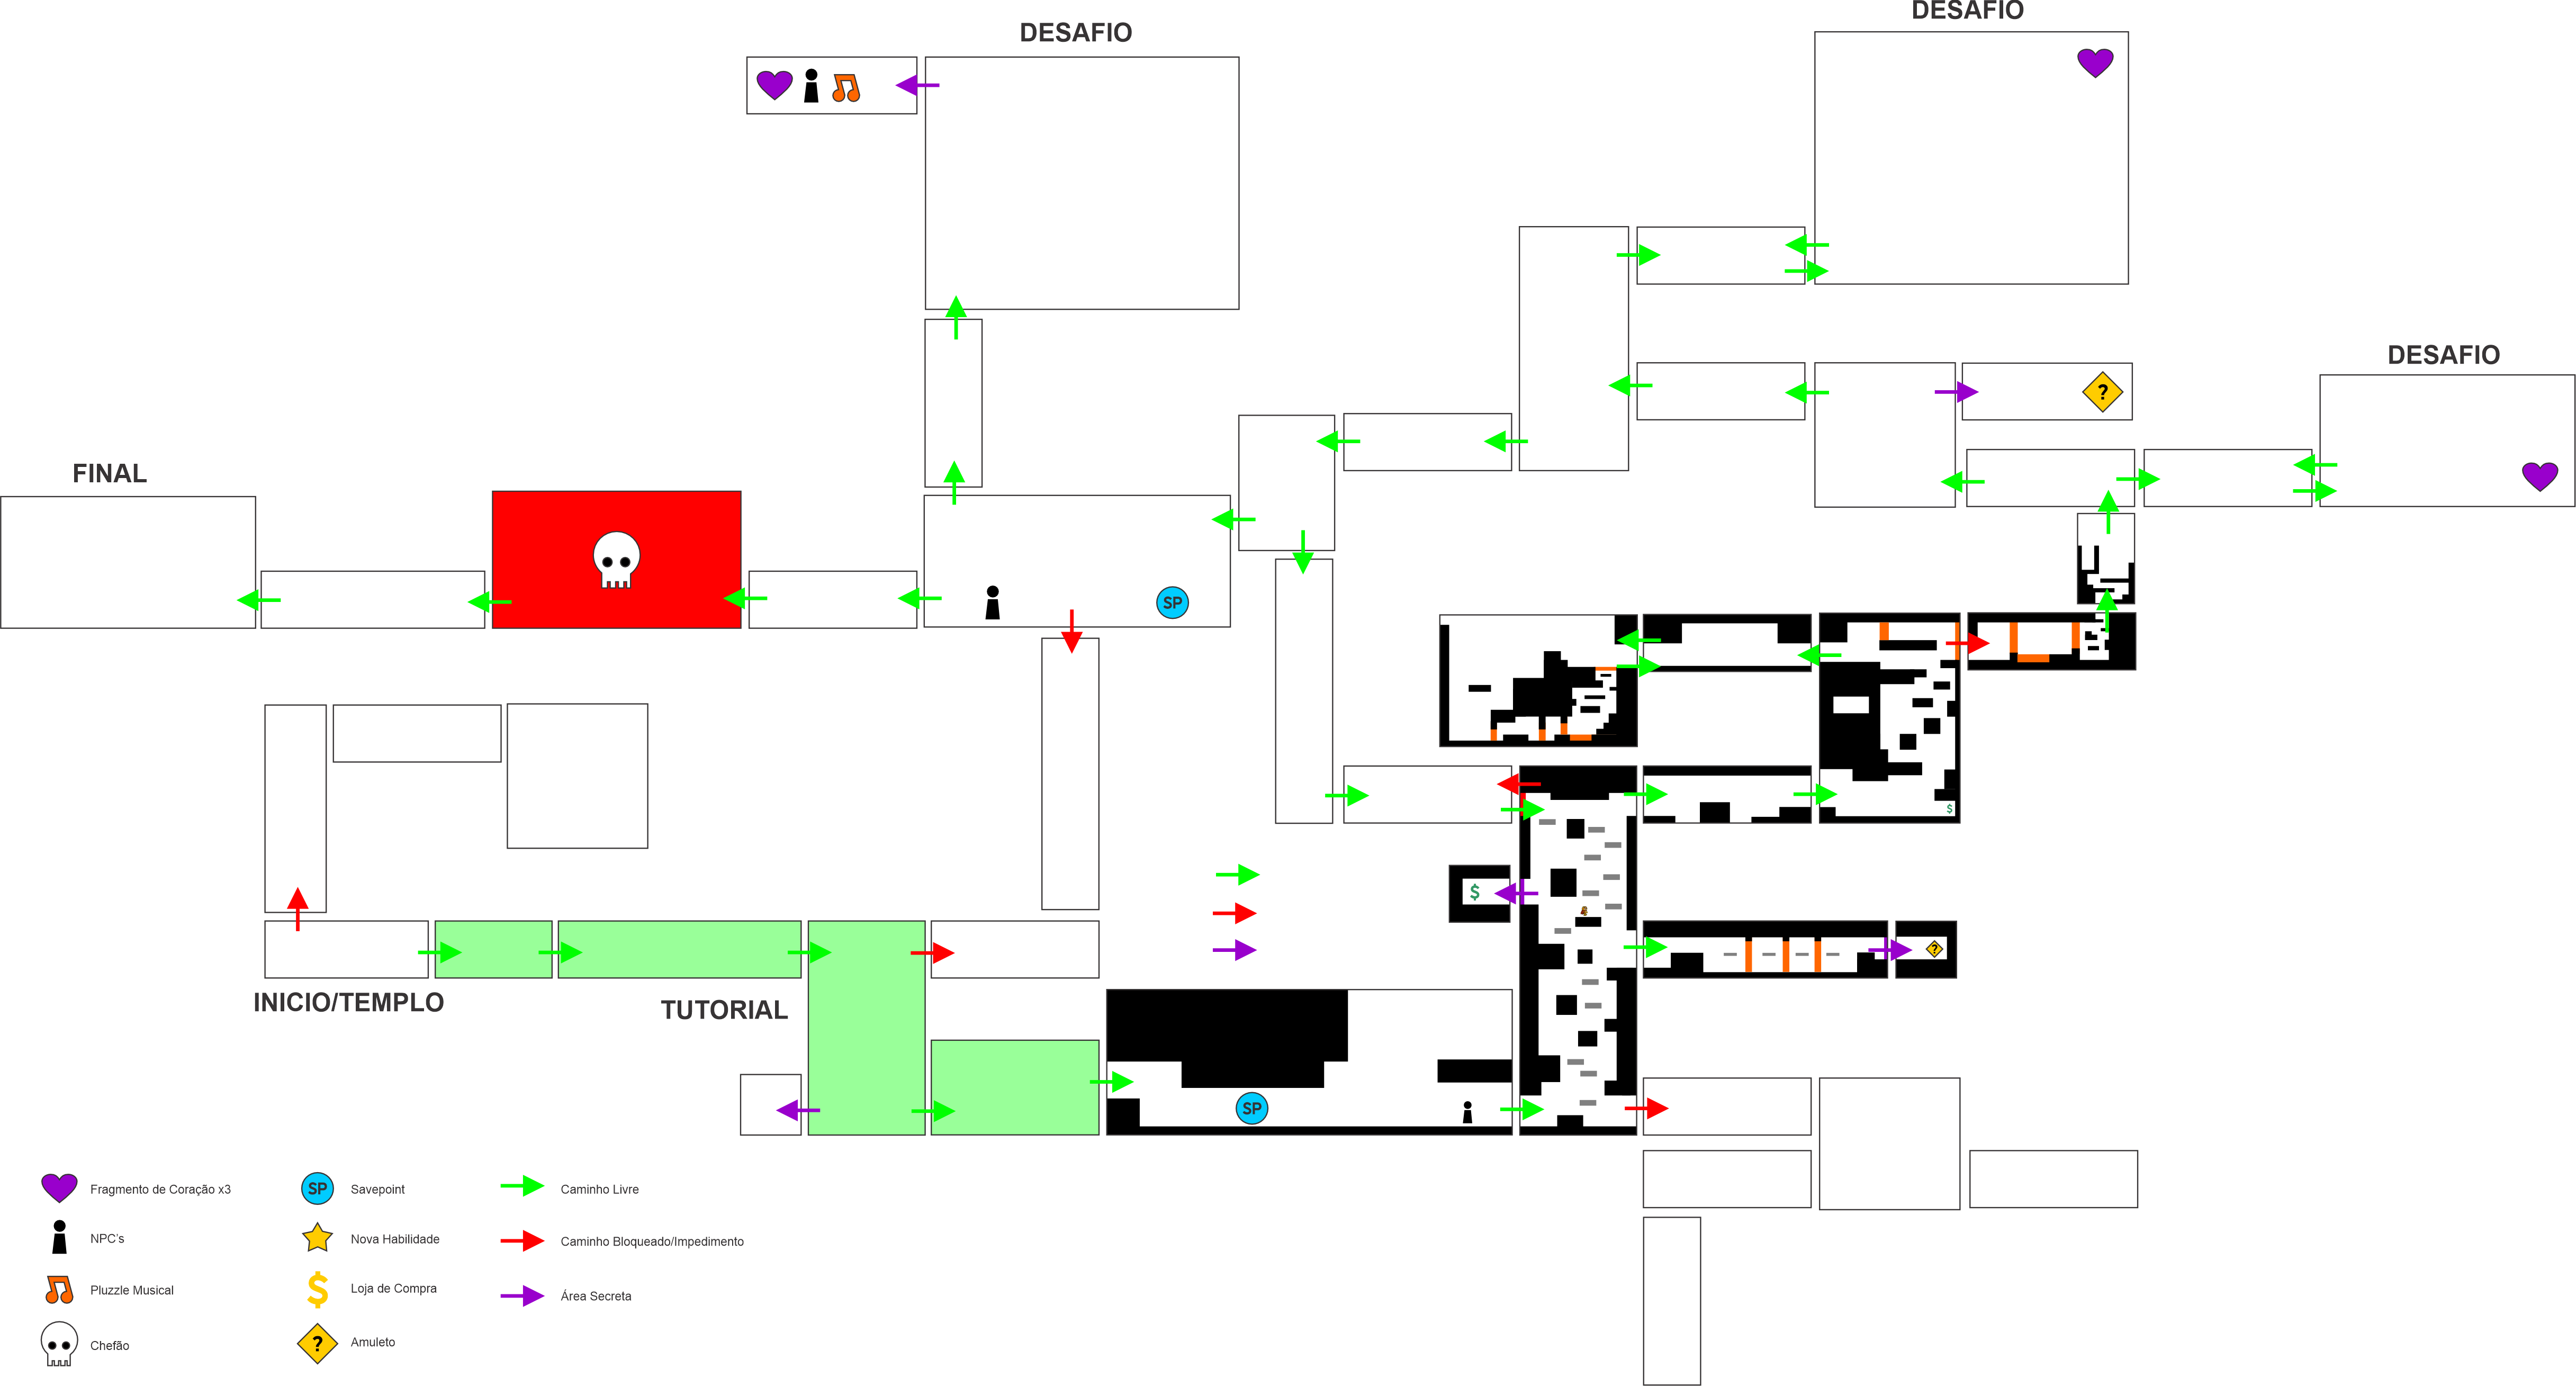 DESAFIO
DESAFIO
DESAFIO
?
FINAL
SP
$
$
?
INICIO/TEMPLO
TUTORIAL
SP
Fragmento de Coração x3
SP
Savepoint
Caminho Livre
NPC's
Nova Habilidade
Caminho Bloqueado/Impedimento
Pluzzle Musical
$
Loja de Compra
Área Secreta
Chefão
?
Amuleto